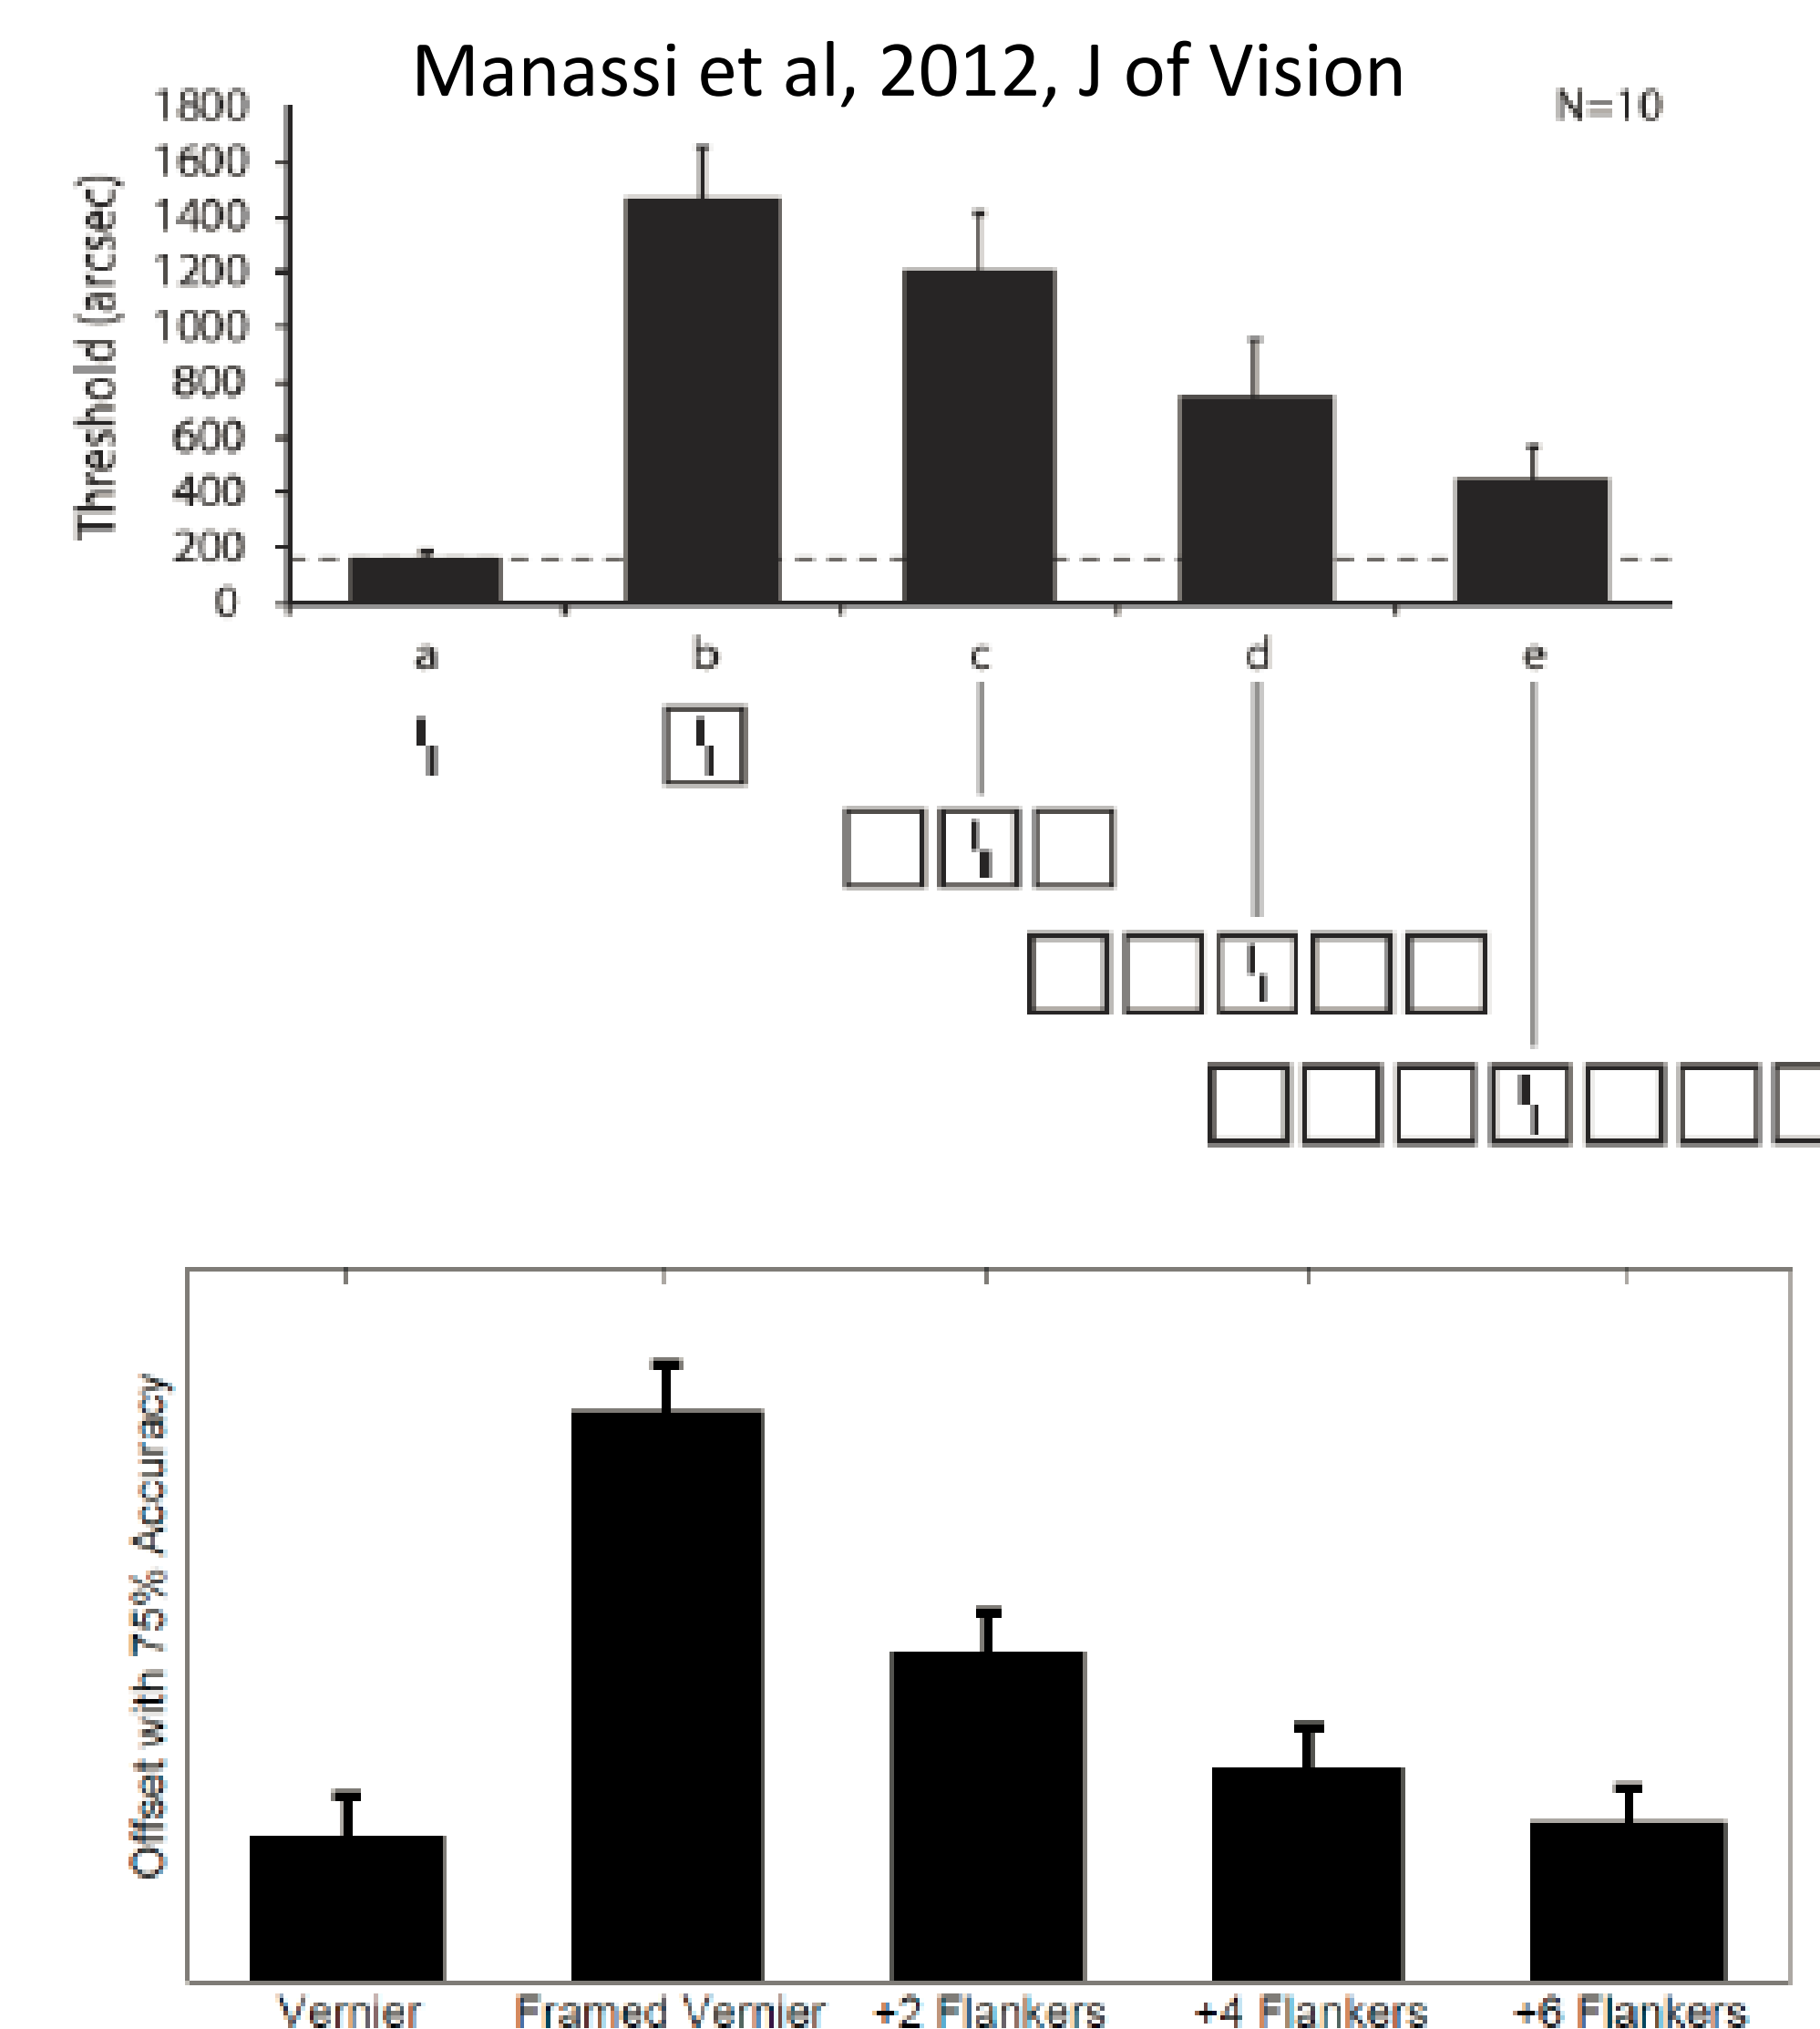 Manassi et al, 2012, J of Vision
N=10
1800
1600
1400
1200
1000
800
600
400
200
0
Threshold (arcsec)
a b c d e
Offset with 75% Accuracy
Vernier Framed Vernier +2 Flankers +4 Flankers +6 Flankers